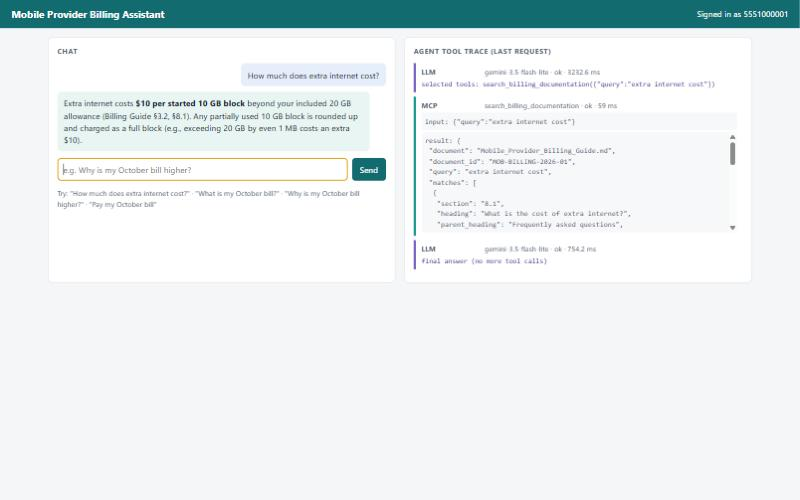 Mobile Provider Billing Assistant
Signed in as 5551000001
CHAT
How much does extra internet cost?
Extra internet costs $10 per started 10 GB block beyond your included 20 GB
allowance (Billing Guide §3.2, §8.1). Any partially used 10 GB block is rounded up
and charged as a full block (e.g., exceeding 20 GB by even 1 MB costs an extra
$10).
e.g. Why is my October bill higher?
Send
Try: "How much does extra internet cost?" · "What is my October bill?" · "Why is my October bill
higher?" · "Pay my October bill"
AGENT TOOL TRACE (LAST REQUEST)
LLM gemini-3.5-flash-lite · ok · 3232.6 ms
selected tools: search_billing_documentation({"query":"extra internet cost"})
MCP search_billing_documentation · ok · 59 ms
input: {"query":"extra internet cost"}
result: {
"document": "Mobile_Provider_Billing_Guide.md",
"document_id": "MOB-BILLING-2026-01",
"query": "extra internet cost",
"matches": [
{
"section": "8.1",
"heading": "What is the cost of extra internet?",
"parent_heading": "Frequently asked questions",
LLM gemini-3.5-flash-lite · ok · 754.2 ms
final answer (no more tool calls)